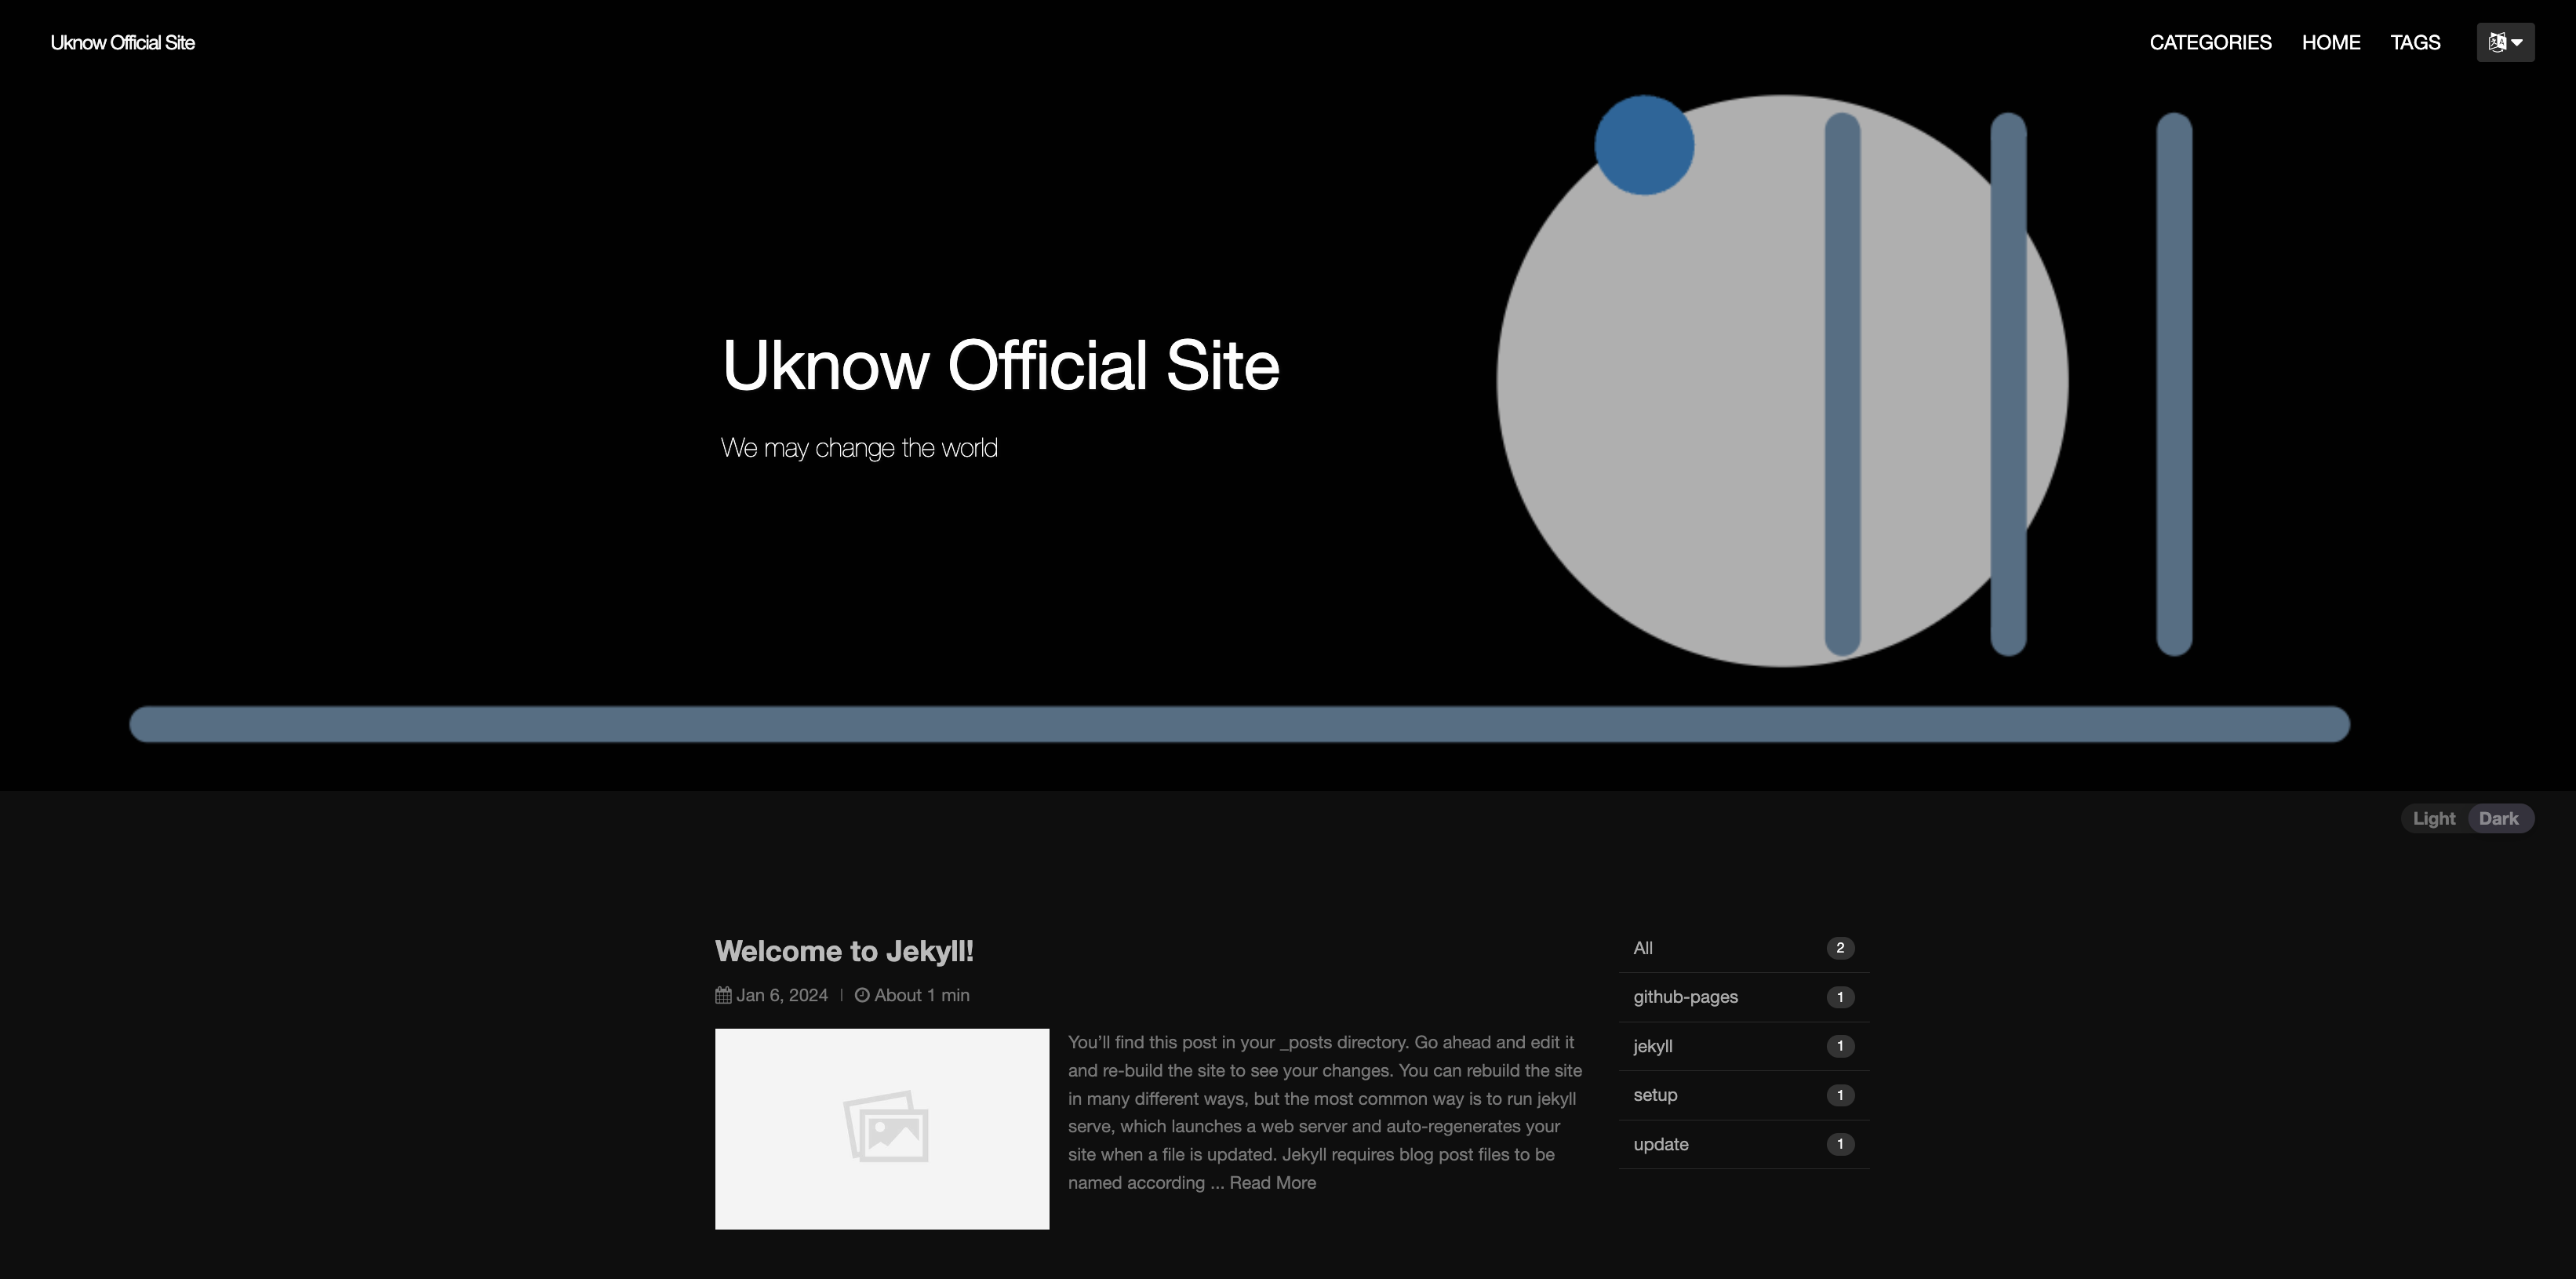 Uknow Official Site
CATEGORIES HOME TAGS
Uknow Official Site
We may change the world
Light Dark
Welcome to Jekyll!
Jan 6, 2024 | About 1 min
You’ll find this post in your _posts directory. Go ahead and edit it
and re-build the site to see your changes. You can rebuild the site
in many different ways, but the most common way is to run jekyll
serve, which launches a web server and auto-regenerates your
site when a file is updated. Jekyll requires blog post files to be
named according ... Read More
All 2
github-pages 1
jekyll 1
setup 1
update 1